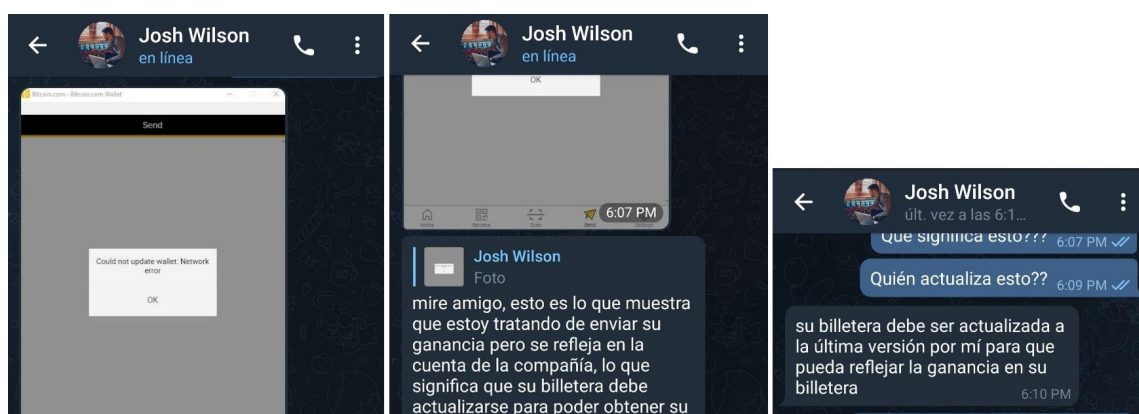 Josh Wilson
en línea
Bitcoin.com - Bitcoin.com Wallet
Send
Could not update wallet: Network
error
OK
Josh Wilson
en línea
OK
Home
Receive
Scan
Send
Settings
6:07 PM
Josh Wilson
Foto
mire amigo, esto es lo que muestra
que estoy tratando de enviar su
ganancia pero se refleja en la
cuenta de la compañía, lo que
significa que su billetera debe
actualizarse para poder obtener su
Josh Wilson
últ. vez a las 6:1...
Que significa esto??? 6:07 PM
Quién actualiza esto?? 6:09 PM
su billetera debe ser actualizada a
la última versión por mí para que
pueda reflejar la ganancia en su
billetera
6:10 PM